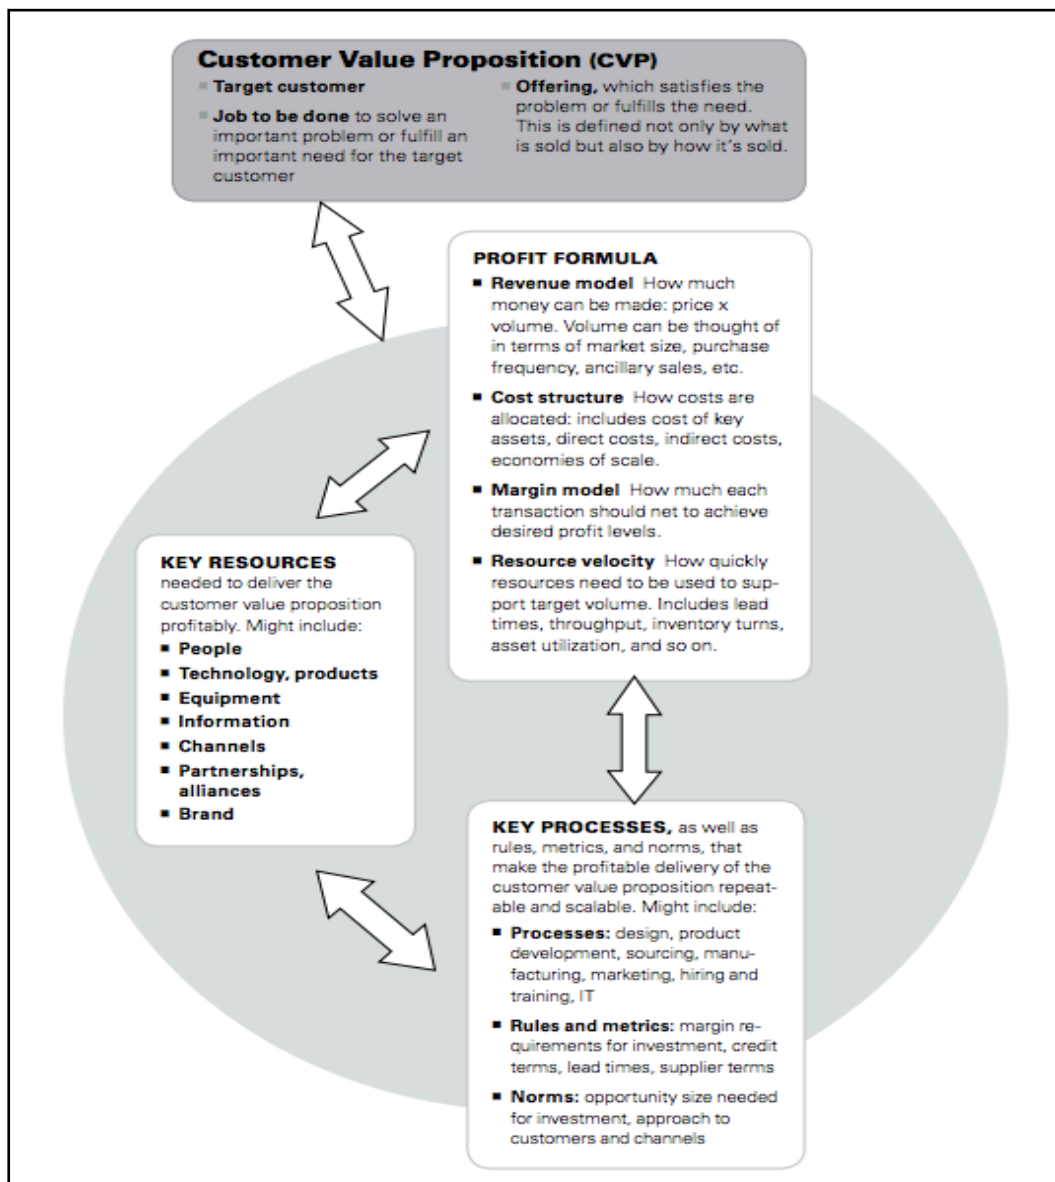 Customer Value Proposition (CVP)
Target customer
Job to be done to solve an
important problem or fulfill an
important need for the target
customer
Offering, which satisfies the
problem or fulfills the need.
This is defined not only by what
is sold but also by how it's sold.
PROFIT FORMULA
Revenue model How much
money can be made: price x
volume. Volume can be thought of
in terms of market size, purchase
frequency, ancillary sales, etc.
Cost structure How costs are
allocated: includes cost of key
assets, direct costs, indirect costs,
economies of scale.
Margin model How much each
transaction should net to achieve
desired profit levels.
Resource velocity How quickly
resources need to be used to sup-
port target volume. Includes lead
times, throughput, inventory turns,
asset utilization, and so on.
KEY RESOURCES
needed to deliver the
customer value proposition
profitably. Might include:
People
Technology, products
Equipment
Information
Channels
Partnerships,
alliances
Brand
KEY PROCESSES, as well as
rules, metrics, and norms, that
make the profitable delivery of the
customer value proposition repeat-
able and scalable. Might include:
Processes: design, product
development, sourcing, manu-
facturing, marketing, hiring and
training, IT
Rules and metrics: margin re-
quirements for investment, credit
terms, lead times, supplier terms
Norms: opportunity size needed
for investment, approach to
customers and channels